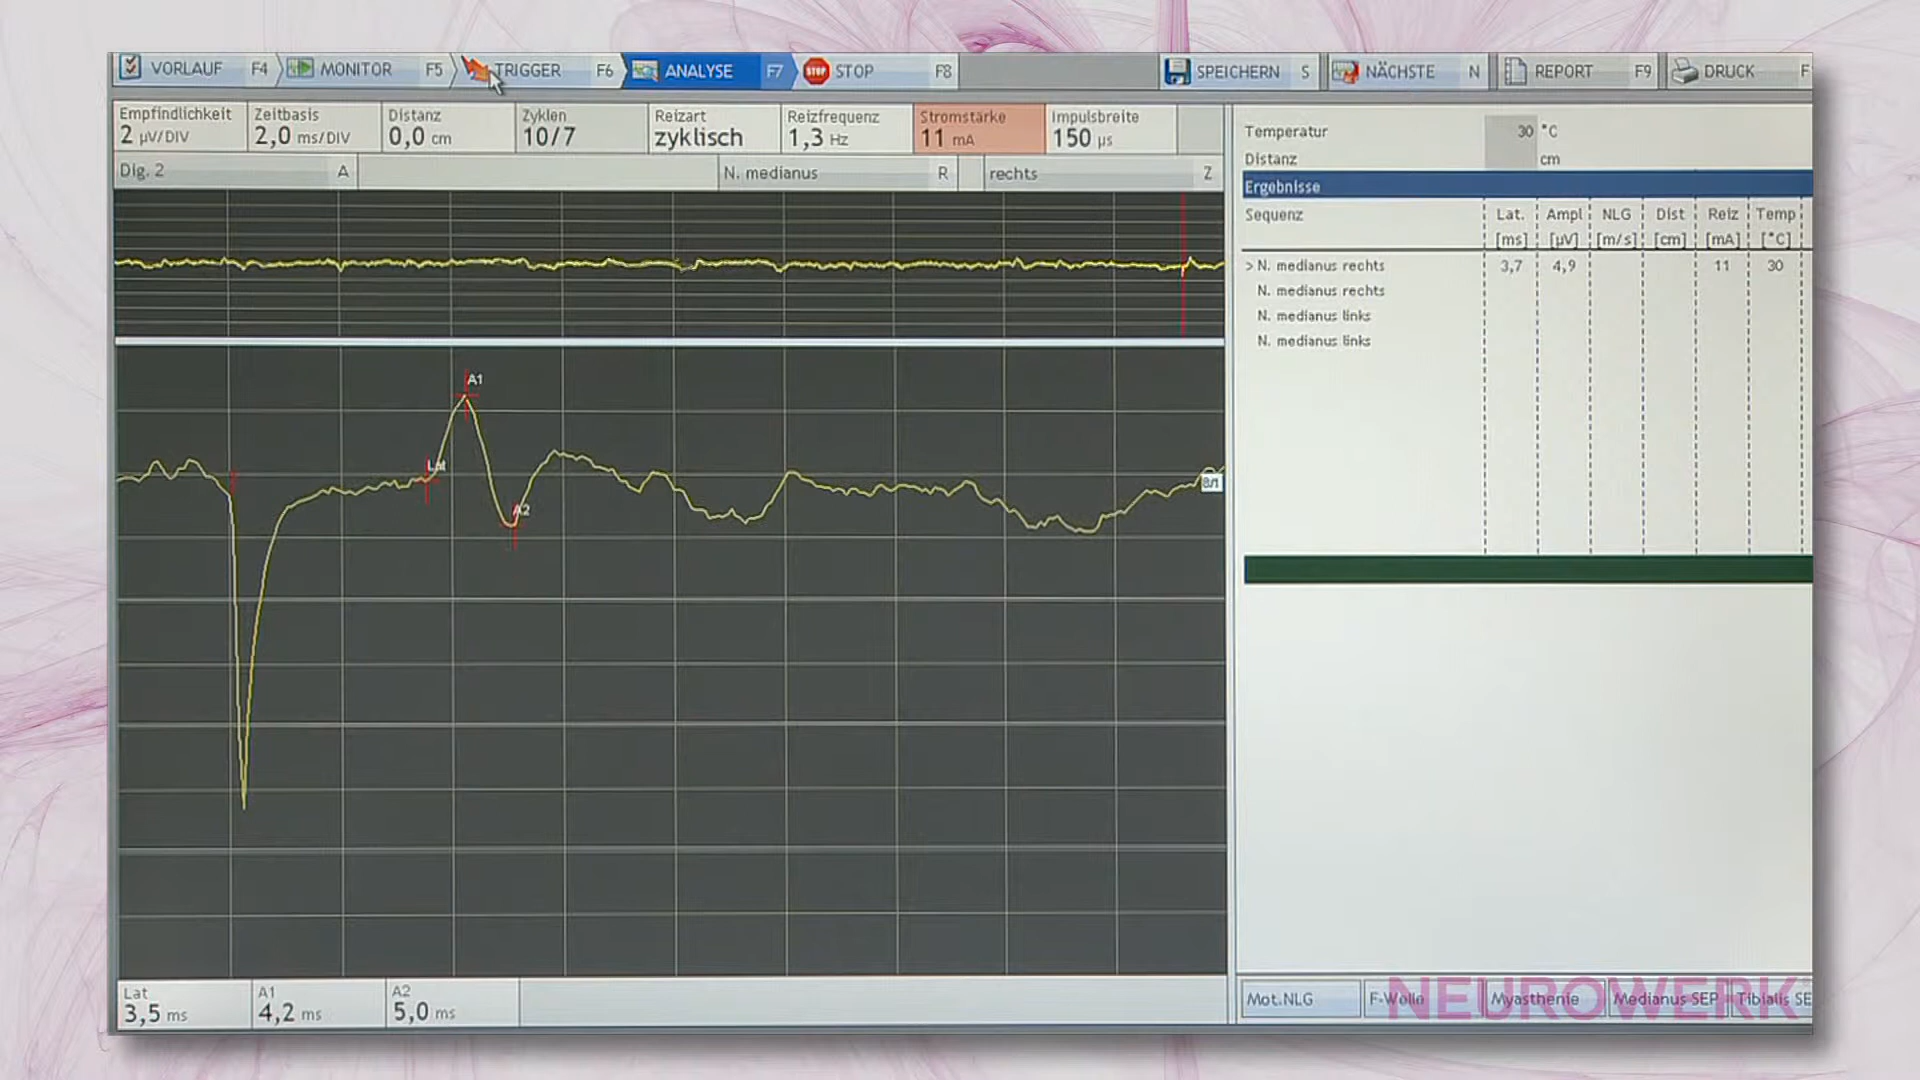 VORLAUF F4 MONITOR F5 TRIGGER F6 ANALYSE F7 STOP F8 SPEICHERN S NÄCHSTE N REPORT F9 DRUCK F
Empfindlichkeit Zeitbasis Distanz Zyklen Reizart Reizfrequenz Stromstärke Impulsbreite
2 µV/DIV 2,0 ms/DIV 0,0 cm 10/7 zyklisch 1,3 Hz 11 mA 150 µs
Dig. 2 A N. medianus R rechts Z
Temperatur 30 °C
Distanz cm
Ergebnisse
Sequenz Lat. Ampl NLG Dist Reiz Temp
[ms] [µV] [m/s] [cm] [mA] [°C]
> N. medianus rechts 3,7 4,9 11 30
N. medianus rechts
N. medianus links
N. medianus links
A1
Lat
A2
8/1
Lat A1 A2
3,5 ms 4,2 ms 5,0 ms
Mot.NLG F-Welle Myasthenie Medianus SEP Tibialis SE
NEUROWERK